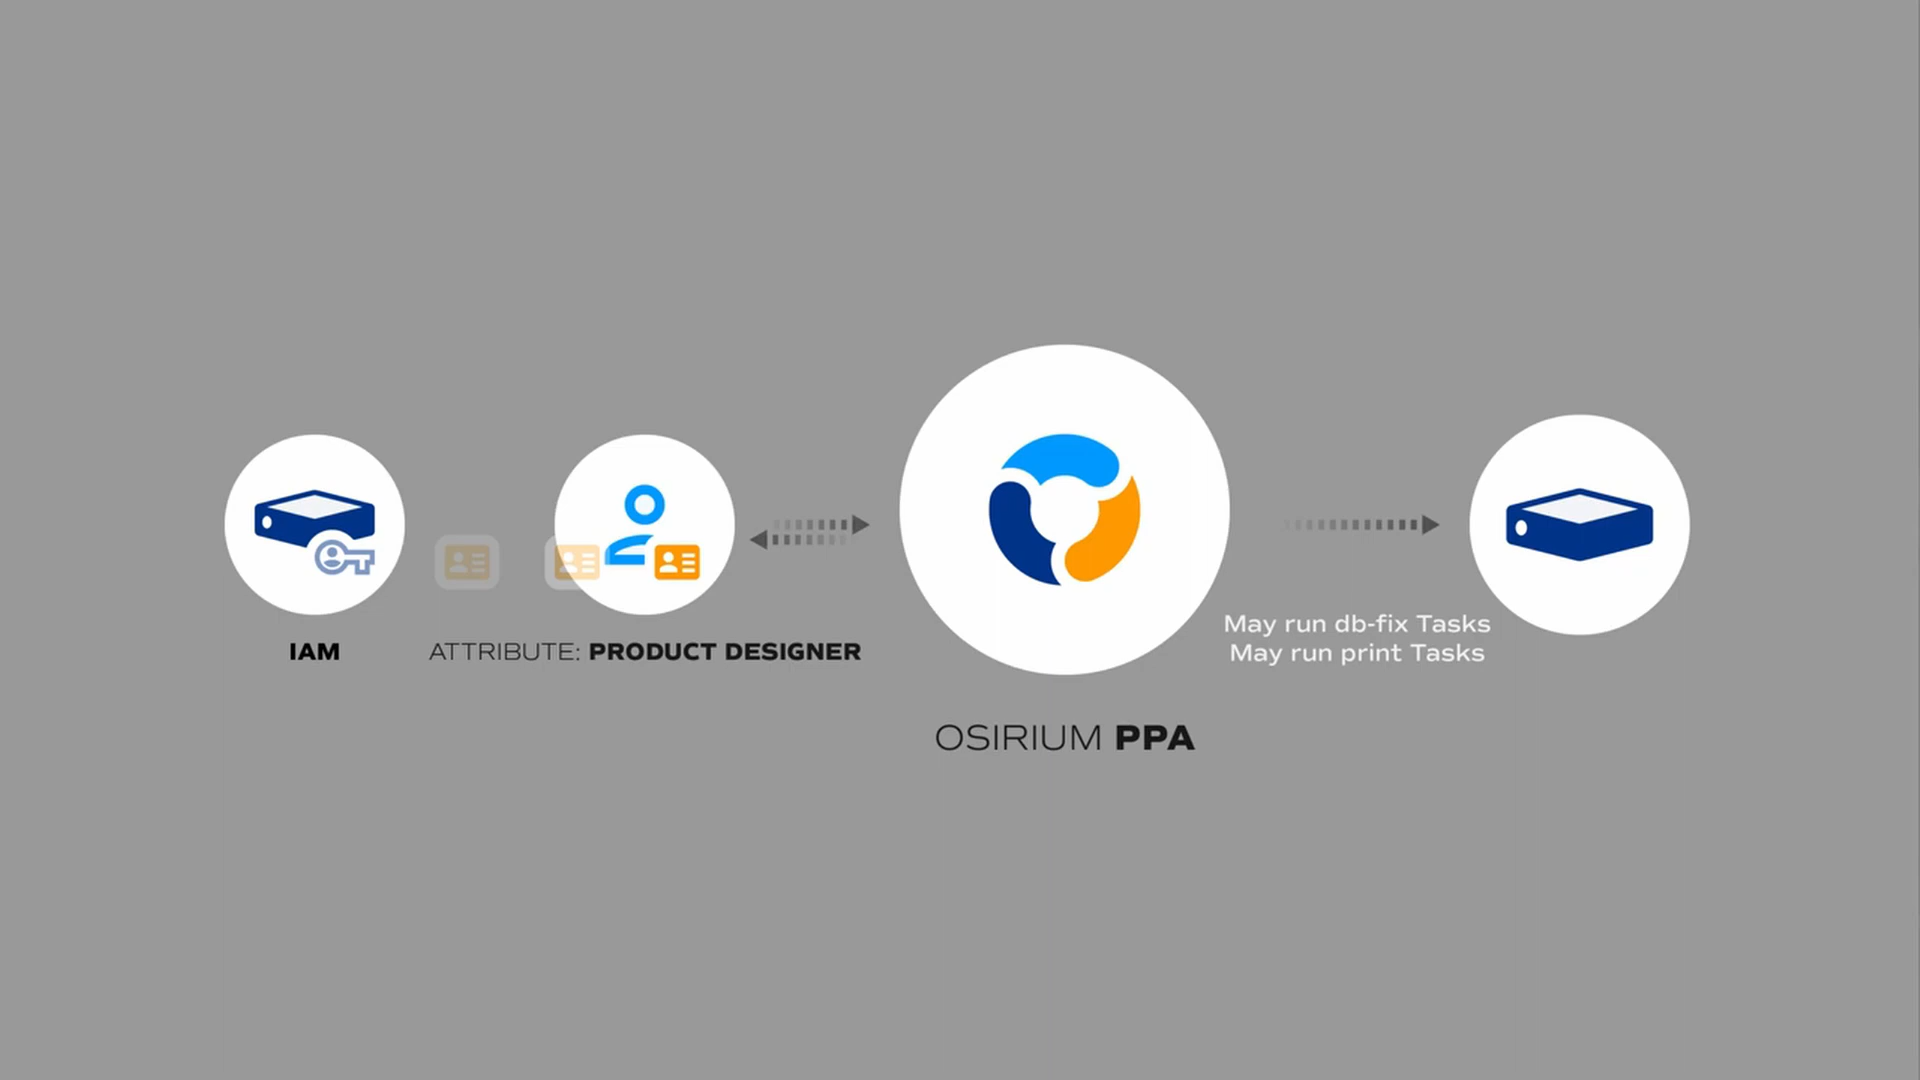 IAM
ATTRIBUTE: PRODUCT DESIGNER
May run db-fix Tasks
May run print Tasks
OSIRIUM PPA